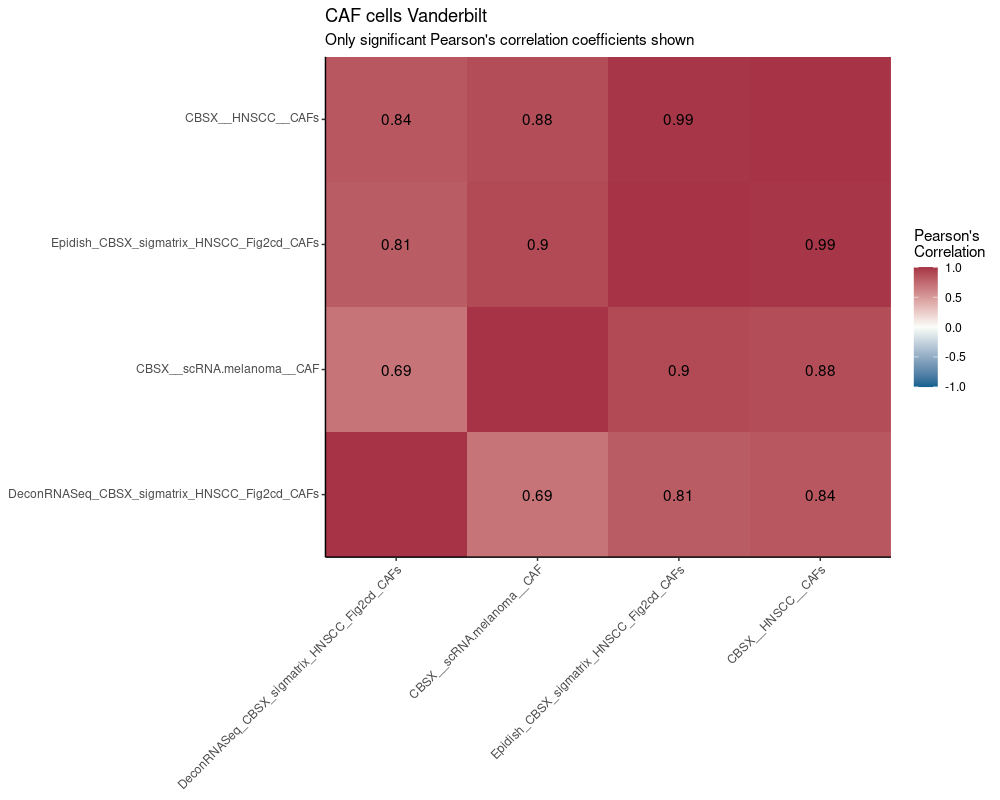 CAF cells Vanderbilt
Only significant Pearson's correlation coefficients shown
CBSX__HNSCC__CAFs
0.84
0.88
0.99
Epidish_CBSX_sigmatrix_HNSCC_Fig2cd_CAFs
0.81
0.9
0.99
CBSX__scRNA.melanoma__CAF
0.69
0.9
0.88
DeconRNASeq_CBSX_sigmatrix_HNSCC_Fig2cd_CAFs
0.69
0.81
0.84
DeconRNASeq_CBSX_sigmatrix_HNSCC_Fig2cd_CAFs
CBSX__scRNA.melanoma__CAF
Epidish_CBSX_sigmatrix_HNSCC_Fig2cd_CAFs
CBSX__HNSCC__CAFs
Pearson's
Correlation
1.0
0.5
0.0
-0.5
-1.0